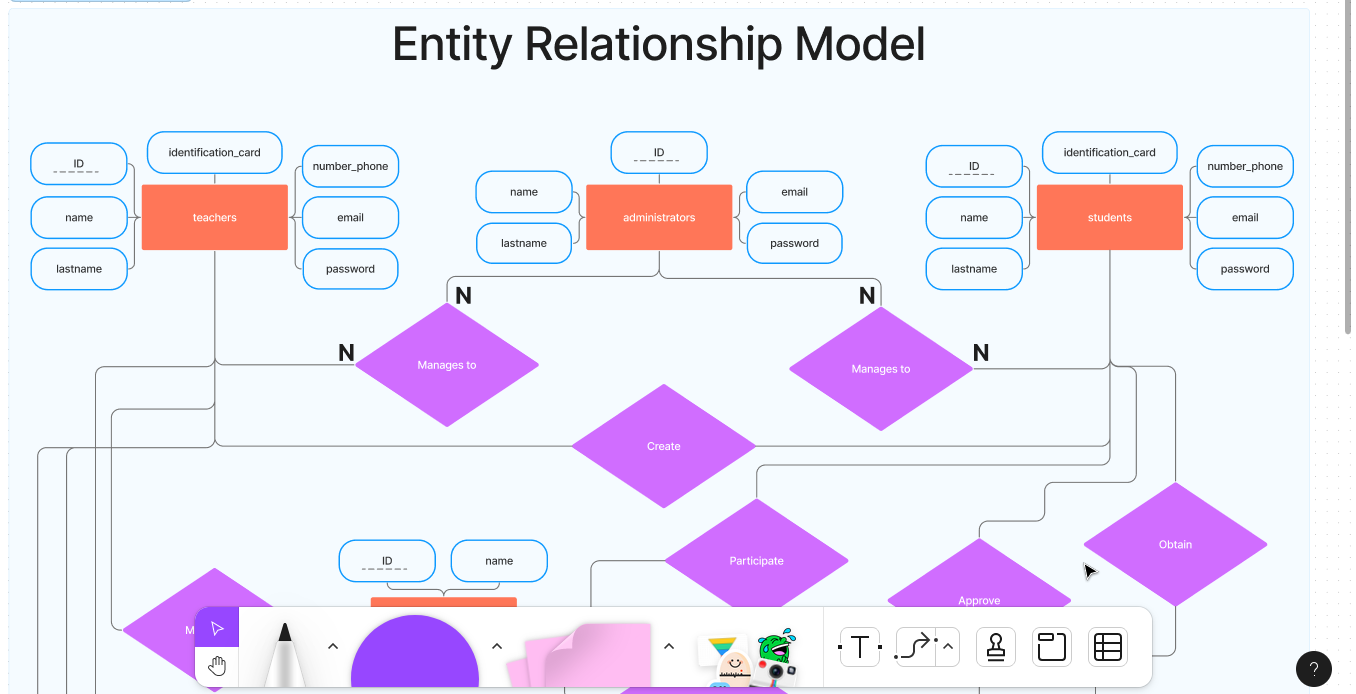 Entity Relationship Model
ID
identification_card
number_phone
name
teachers
email
lastname
password
ID
name
administrators
email
lastname
password
ID
identification_card
number_phone
name
students
email
lastname
password
N
N
N
N
Manages to
Manages to
Create
Obtain
ID
name
Participate
Approve
M
T
?